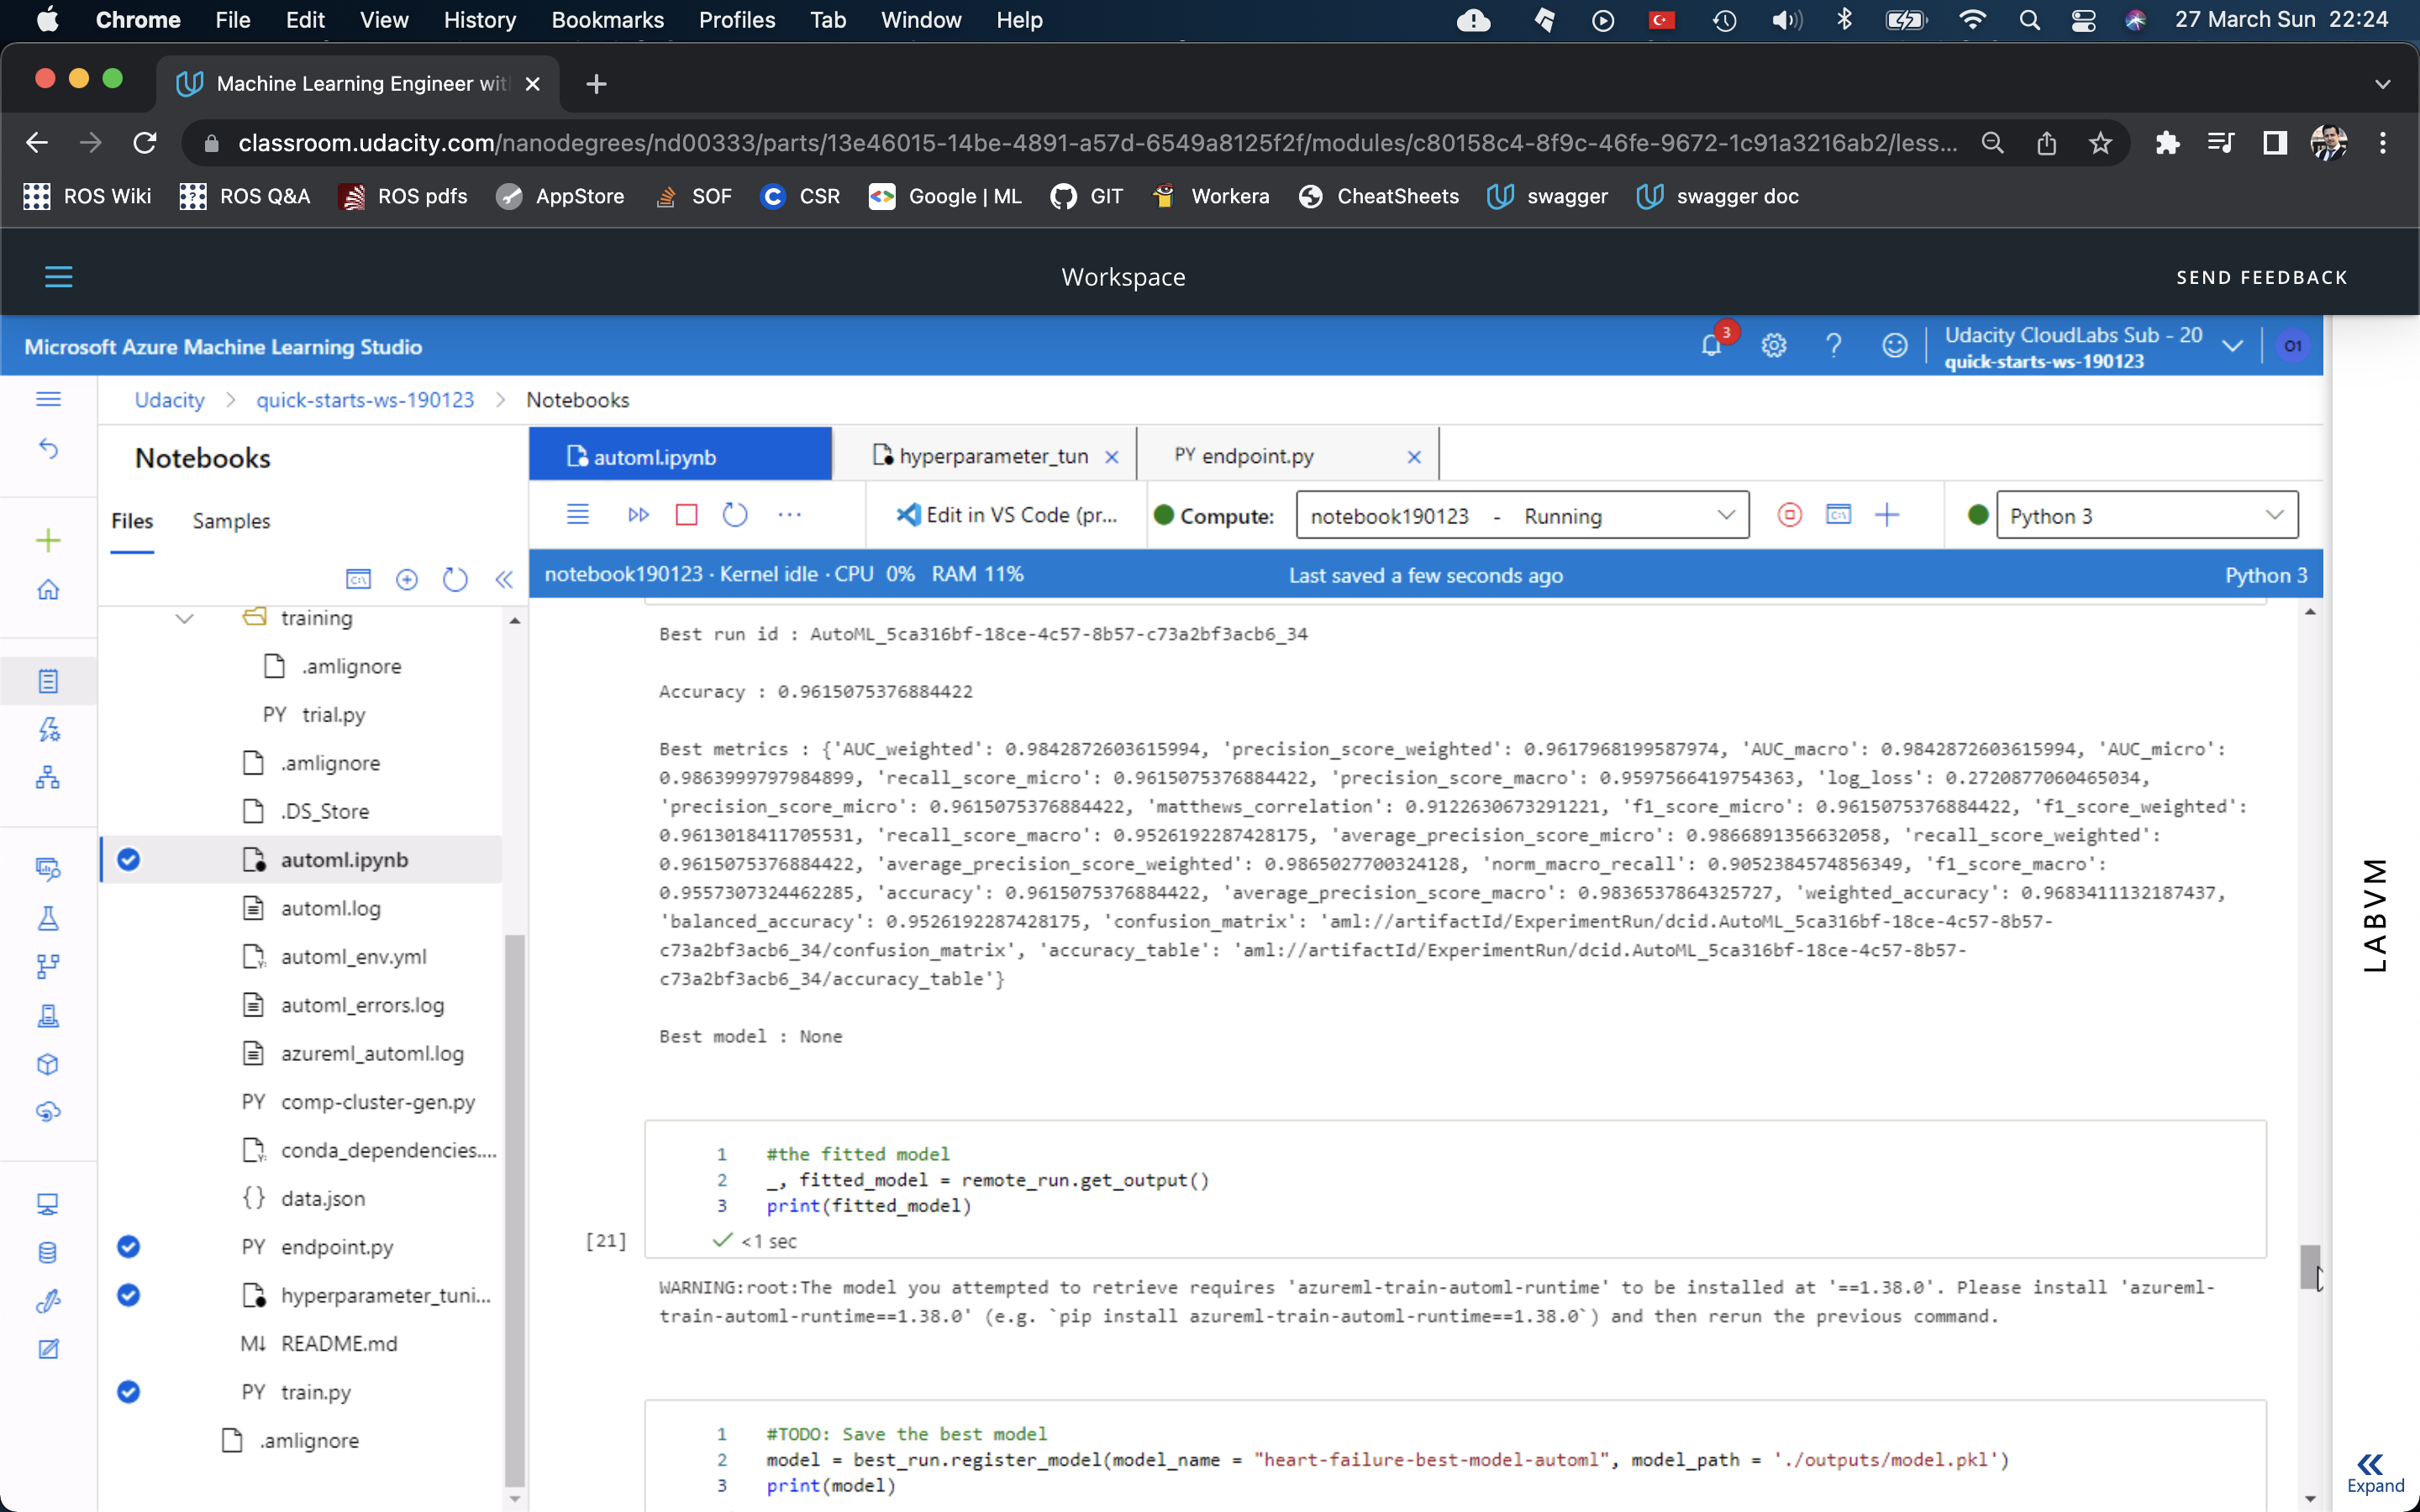 Chrome File Edit View History Bookmarks Profiles Tab Window Help 27 March Sun 22:24
Machine Learning Engineer wit
classroom.udacity.com/nanodegrees/nd00333/parts/13e46015-14be-4891-a57d-6549a8125f2f/modules/c80158c4-8f9c-46fe-9672-1c91a3216ab2/less...
ROS Wiki ROS Q&A ROS pdfs AppStore SOF CSR Google | ML GIT Workera CheatSheets swagger swagger doc
Workspace
SEND FEEDBACK
Microsoft Azure Machine Learning Studio
3
Udacity CloudLabs Sub - 20
quick-starts-ws-190123
O1
Udacity > quick-starts-ws-190123 > Notebooks
Notebooks
Files Samples
training
.amlignore
PY trial.py
.amlignore
.DS_Store
automl.ipynb
automl.log
automl_env.yml
automl_errors.log
azureml_automl.log
PY comp-cluster-gen.py
conda_dependencies....
{} data.json
PY endpoint.py
hyperparameter_tuni...
M↓ README.md
PY train.py
.amlignore
automl.ipynb hyperparameter_tun PY endpoint.py
Edit in VS Code (pr... Compute: notebook190123 - Running Python 3
notebook190123 · Kernel idle · CPU 0% RAM 11% Last saved a few seconds ago Python 3
Best run id : AutoML_5ca316bf-18ce-4c57-8b57-c73a2bf3acb6_34
Accuracy : 0.9615075376884422
Best metrics : {'AUC_weighted': 0.9842872603615994, 'precision_score_weighted': 0.9617968199587974, 'AUC_macro': 0.9842872603615994, 'AUC_micro':
0.9863999797984899, 'recall_score_micro': 0.9615075376884422, 'precision_score_macro': 0.9597566419754363, 'log_loss': 0.2720877060465034,
'precision_score_micro': 0.9615075376884422, 'matthews_correlation': 0.9122630673291221, 'f1_score_micro': 0.9615075376884422, 'f1_score_weighted':
0.9613018411705531, 'recall_score_macro': 0.9526192287428175, 'average_precision_score_micro': 0.9866891356632058, 'recall_score_weighted':
0.9615075376884422, 'average_precision_score_weighted': 0.9865027700324128, 'norm_macro_recall': 0.9052384574856349, 'f1_score_macro':
0.9557307324462285, 'accuracy': 0.9615075376884422, 'average_precision_score_macro': 0.9836537864325727, 'weighted_accuracy': 0.9683411132187437,
'balanced_accuracy': 0.9526192287428175, 'confusion_matrix': 'aml://artifactId/ExperimentRun/dcid.AutoML_5ca316bf-18ce-4c57-8b57-
c73a2bf3acb6_34/confusion_matrix', 'accuracy_table': 'aml://artifactId/ExperimentRun/dcid.AutoML_5ca316bf-18ce-4c57-8b57-
c73a2bf3acb6_34/accuracy_table'}
Best model : None
1 #the fitted model
2 _, fitted_model = remote_run.get_output()
3 print(fitted_model)
[21] <1 sec
WARNING:root:The model you attempted to retrieve requires 'azureml-train-automl-runtime' to be installed at '==1.38.0'. Please install 'azureml-
train-automl-runtime==1.38.0' (e.g. `pip install azureml-train-automl-runtime==1.38.0`) and then rerun the previous command.
1 #TODO: Save the best model
2 model = best_run.register_model(model_name = "heart-failure-best-model-automl", model_path = './outputs/model.pkl')
3 print(model)
LABVM
Expand